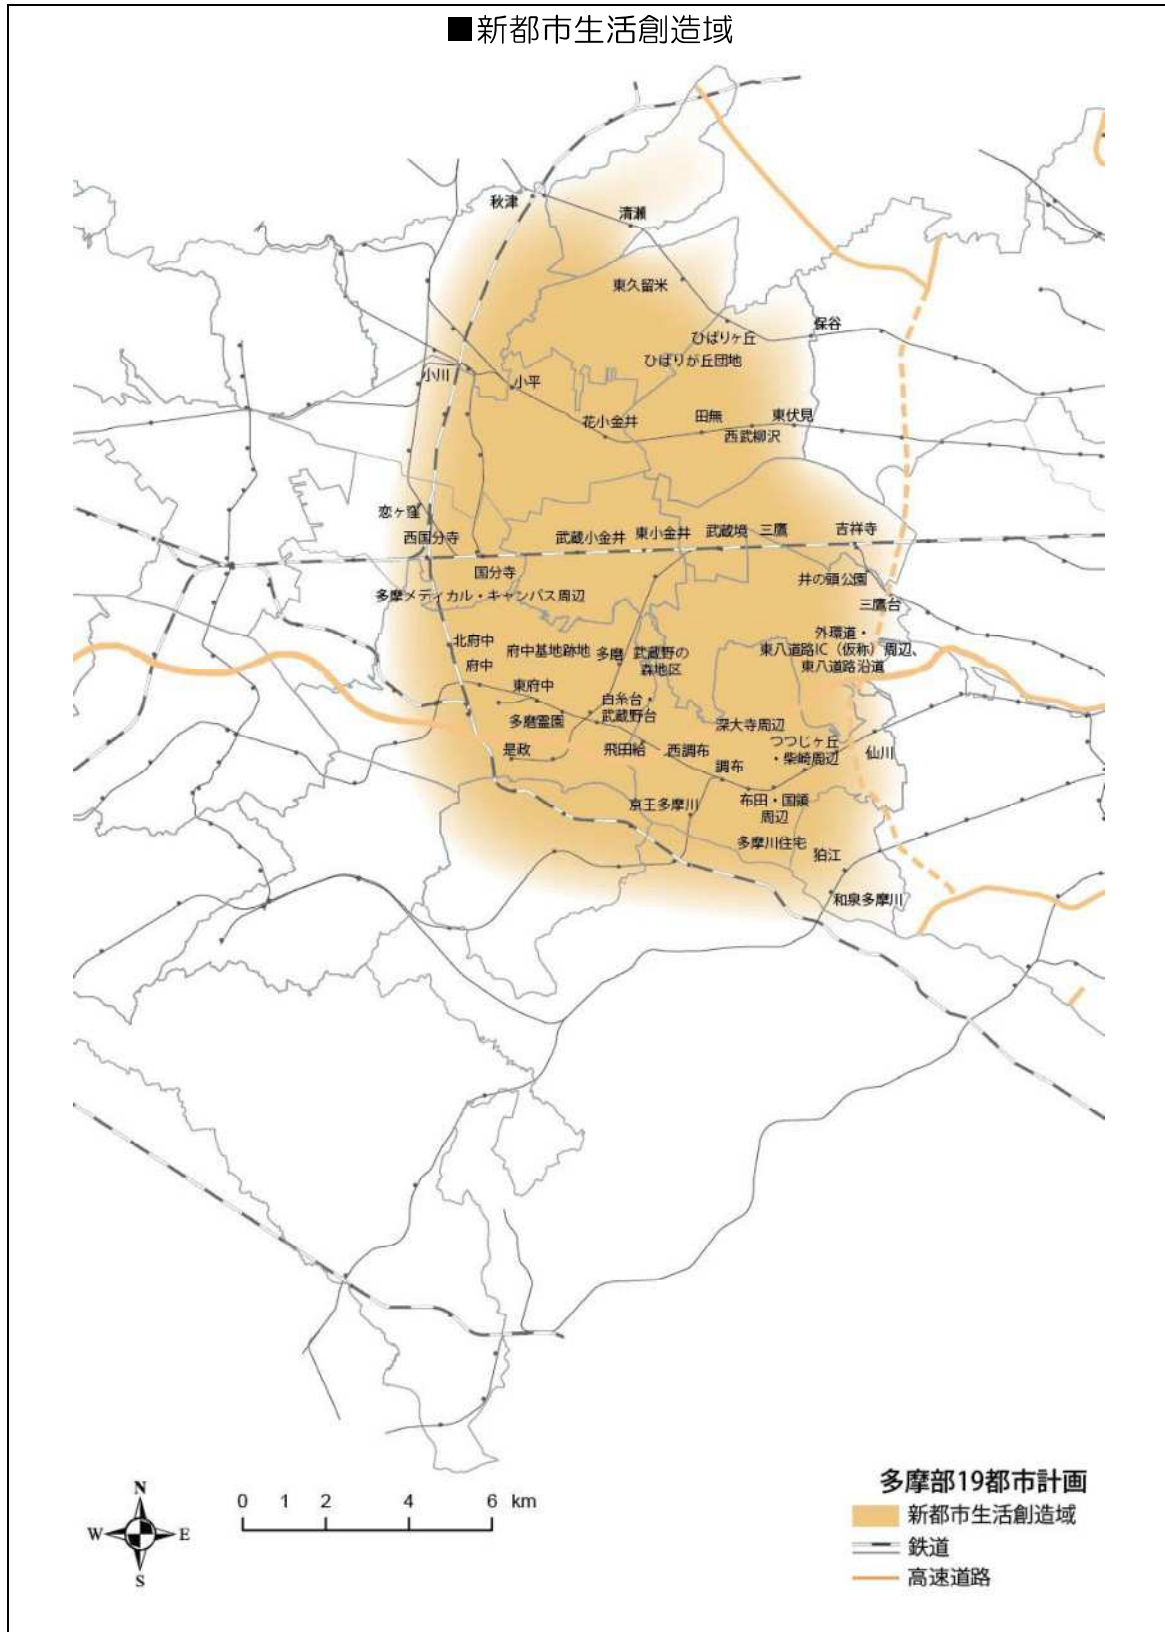 ■新都市生活創造域
秋津
清瀬
東久留米
保谷
ひばりヶ丘
ひばりが丘団地
小川
小平
花小金井
田無
東伏見
西武柳沢
恋ヶ窪
西国分寺
武蔵小金井
東小金井
武蔵境
三鷹
吉祥寺
国分寺
井の頭公園
多摩メディカル・キャンパス周辺
三鷹台
外環道・
東八道路IC（仮称）周辺、
東八道路沿道
北府中
府中基地跡地
多磨
武蔵野の
森地区
府中
東府中
白糸台・
武蔵野台
多磨霊園
深大寺周辺
つつじヶ丘
・柴崎周辺
仙川
是政
飛田給
西調布
調布
京王多摩川
布田・国領
周辺
多摩川住宅
狛江
和泉多摩川
N
W
E
S
0 1 2 4 6 km
多摩部19都市計画
新都市生活創造域
鉄道
高速道路